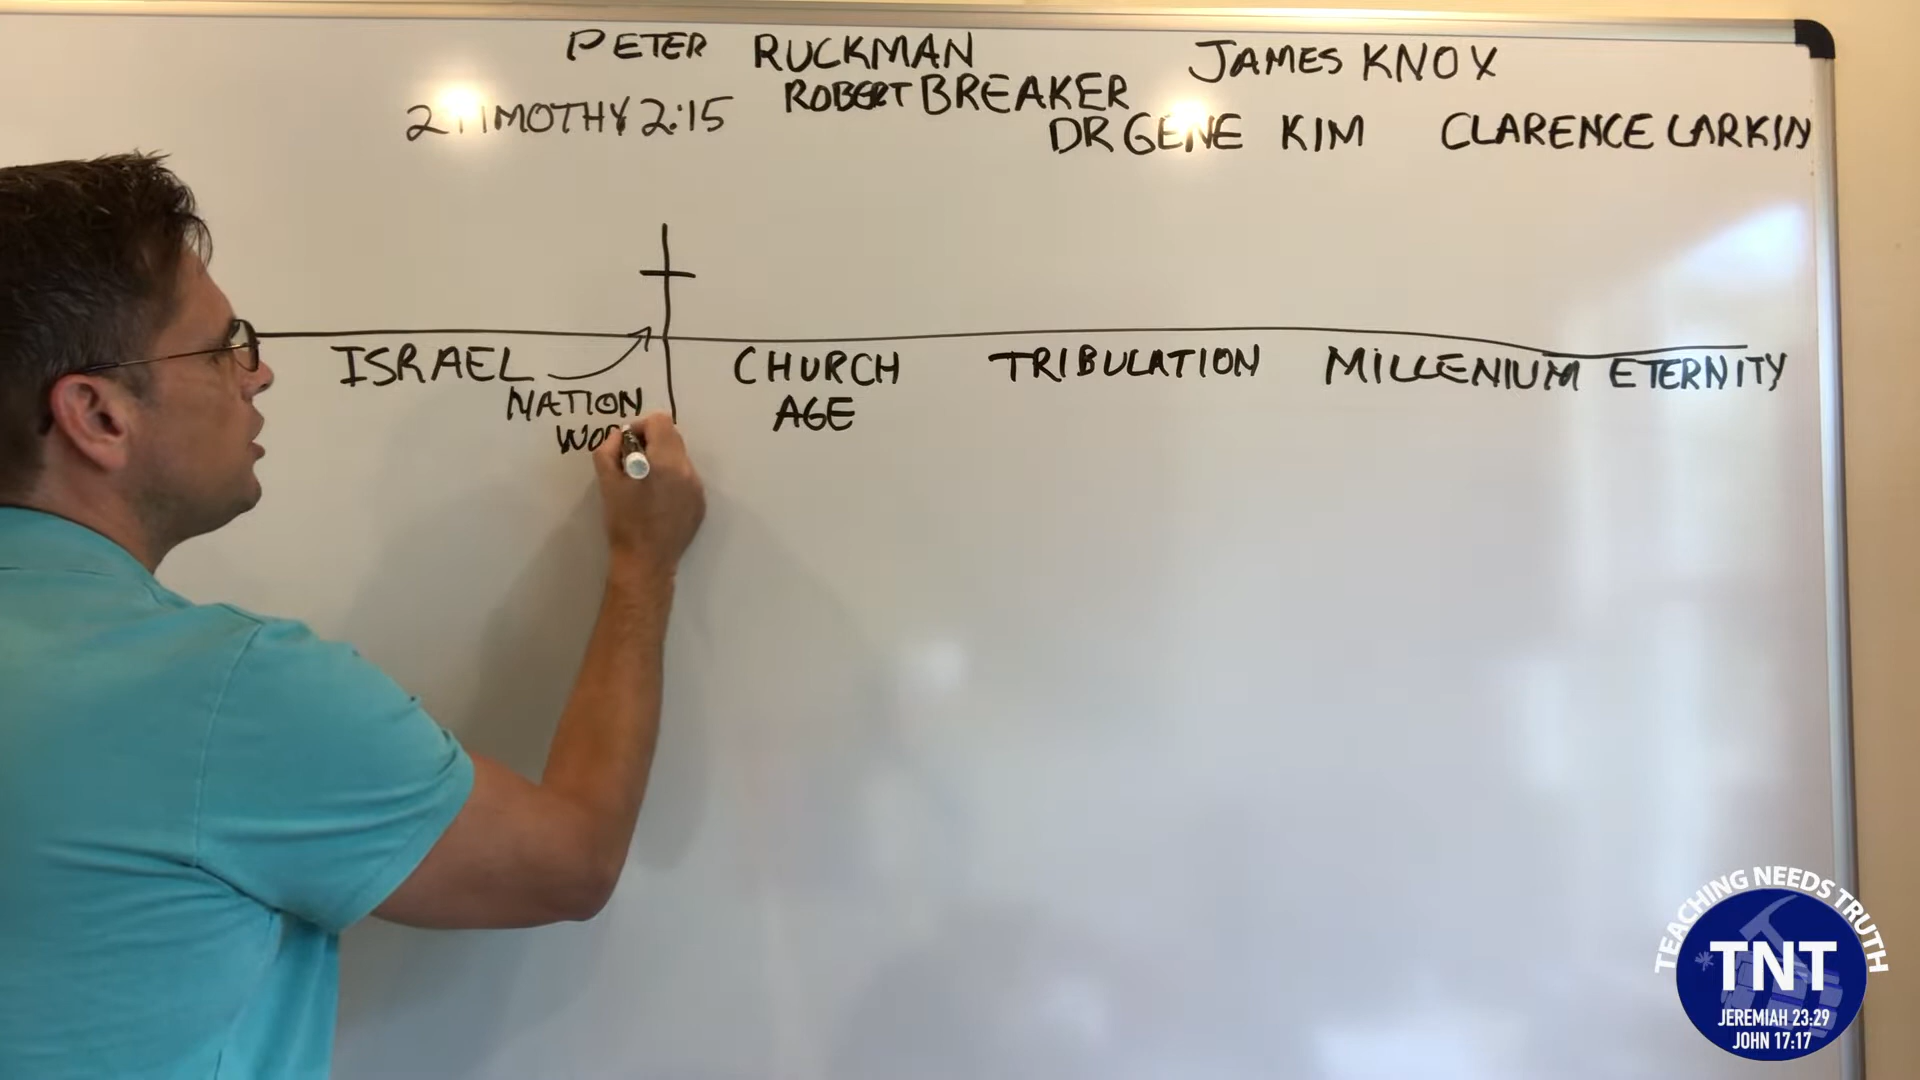 PETER RUCKMAN
JAMES KNOX
2 TIMOTHY 2:15
ROBERT BREAKER
DR GENE KIM
CLARENCE LARKIN
ISRAEL
NATION
CHURCH
AGE
TRIBULATION
MILLENIUM
ETERNITY
TEACHING NEEDS TRUTH
*TNT
JEREMIAH 23:29
JOHN 17:17